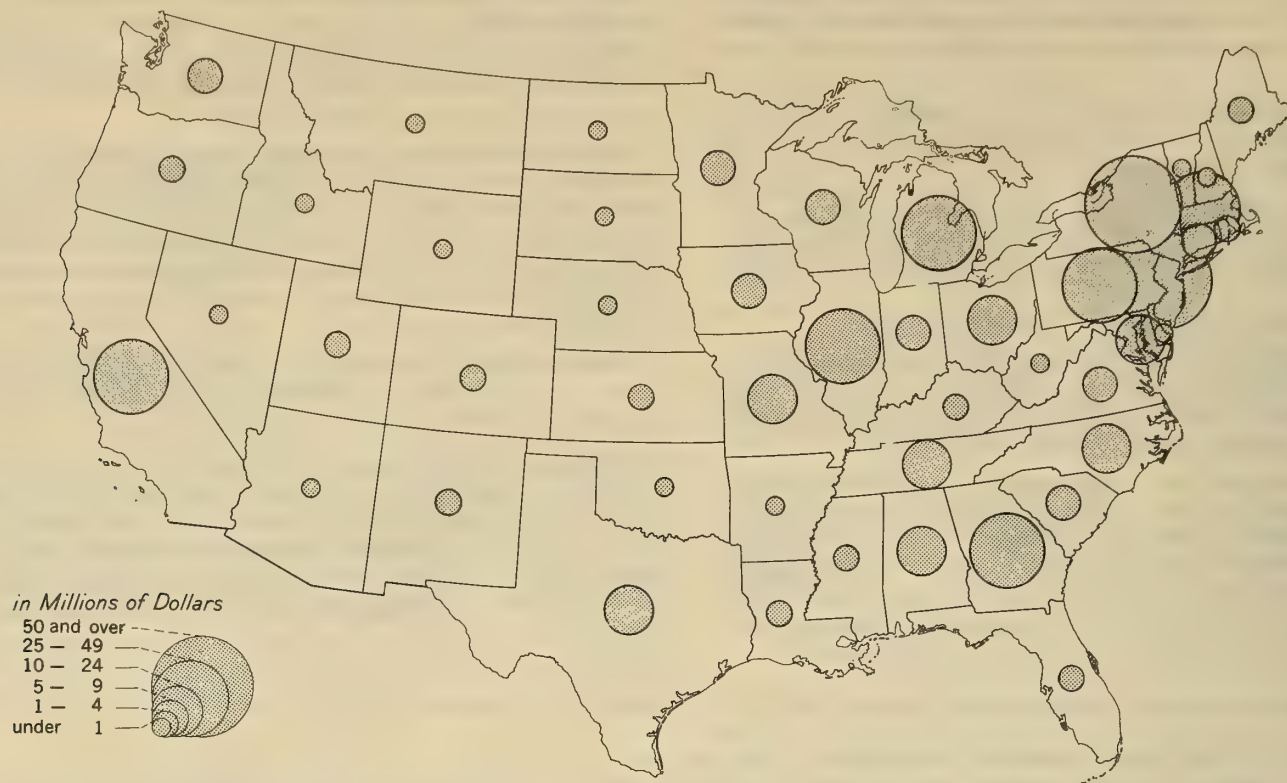 in Millions of Dollars
50 and over
25 – 49
10 – 24
5 – 9
1 – 4
under 1